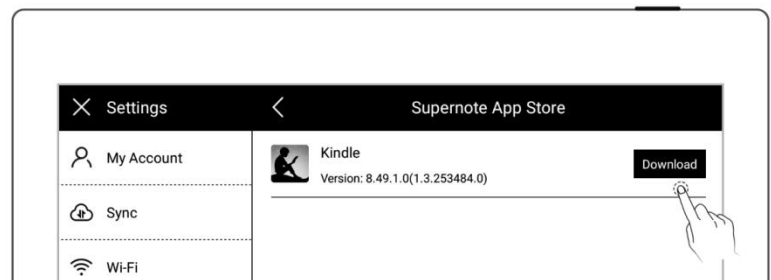 Settings
Supernote App Store
My Account
Kindle
Version: 8.49.1.0(1.3.253484.0)
Download
Sync
Wi-Fi